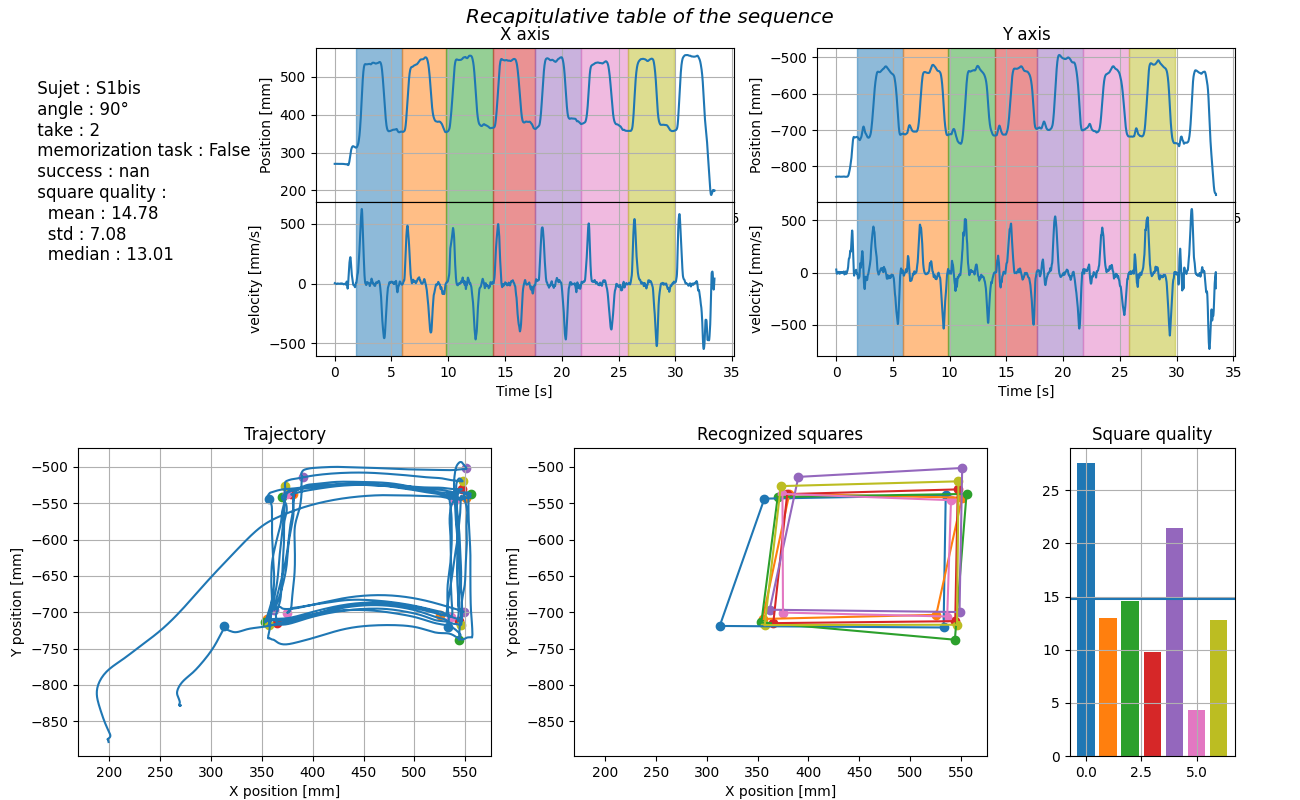 Recapitulative table of the sequence
X axis
Y axis
Sujet : S1bis
angle : 90°
take : 2
memorization task : False
success : nan
square quality :
mean : 14.78
std : 7.08
median : 13.01
Position [mm]
500
400
300
200
5
velocity [mm/s]
500
0
−500
0 5 10 15 20 25 30 35
Time [s]
Position [mm]
−500
−600
−700
−800
5
velocity [mm/s]
500
0
−500
0 5 10 15 20 25 30 35
Time [s]
Trajectory
Y position [mm]
−500
−550
−600
−650
−700
−750
−800
−850
200 250 300 350 400 450 500 550
X position [mm]
Recognized squares
Y position [mm]
−500
−550
−600
−650
−700
−750
−800
−850
200 250 300 350 400 450 500 550
X position [mm]
Square quality
25
20
15
10
5
0
0.0 2.5 5.0